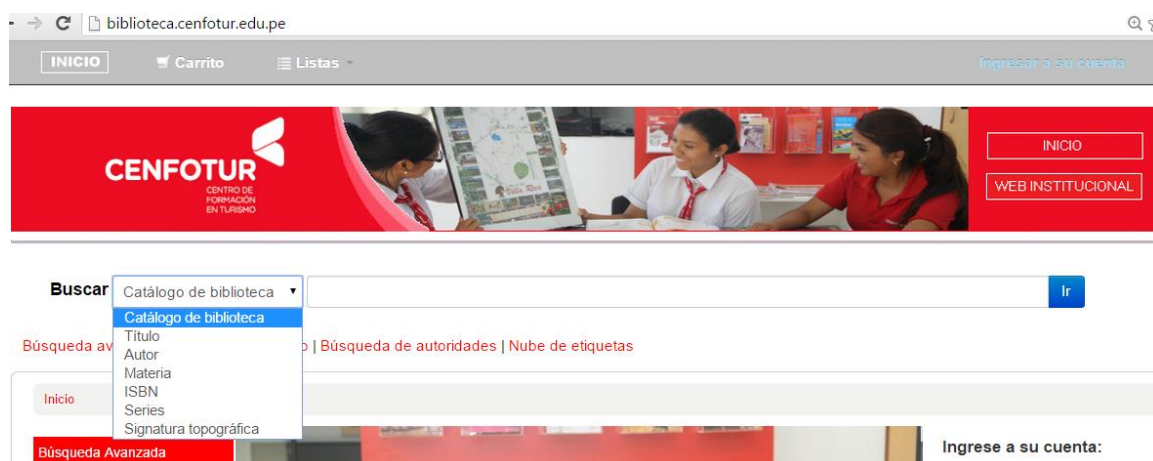 biblioteca.cenfotur.edu.pe
INICIO Carrito Listas Ingresar a su cuenta
CENFOTUR
CENTRO DE
FORMACIÓN
EN TURISMO
INICIO
WEB INSTITUCIONAL
Buscar Catálogo de biblioteca Ir
Catálogo de biblioteca
Título
Autor
Materia
ISBN
Series
Signatura topográfica
Búsqueda av o | Búsqueda de autoridades | Nube de etiquetas
Inicio
Búsqueda Avanzada
Ingrese a su cuenta: